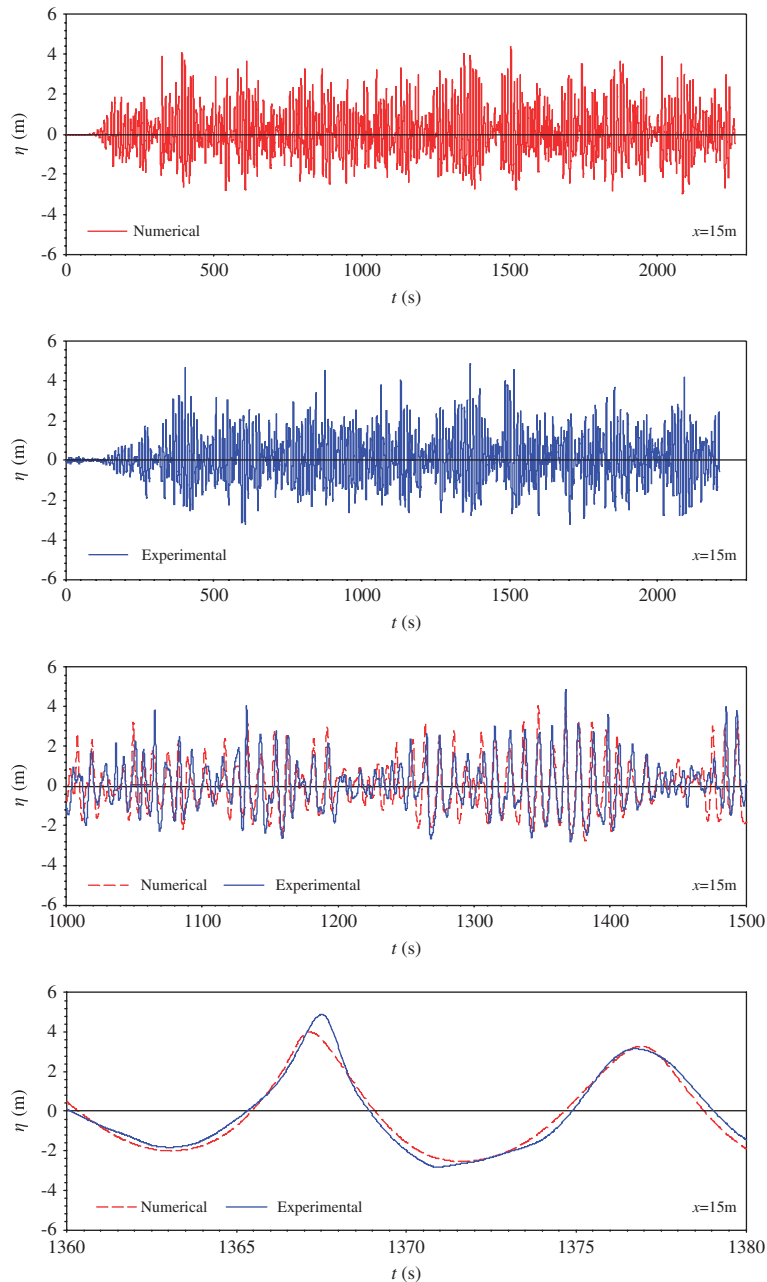 6
4
2
η (m)
0
-2
-4
Numerical
x=15m
-6
0
500
1000
1500
2000
t (s)
6
4
2
η (m)
0
-2
-4
Experimental
x=15m
-6
0
500
1000
1500
2000
t (s)
6
4
2
η (m)
0
-2
-4
Numerical
Experimental
x=15m
-6
1000
1100
1200
1300
1400
1500
t (s)
6
4
2
η (m)
0
-2
-4
Numerical
Experimental
x=15m
-6
1360
1365
1370
1375
1380
t (s)